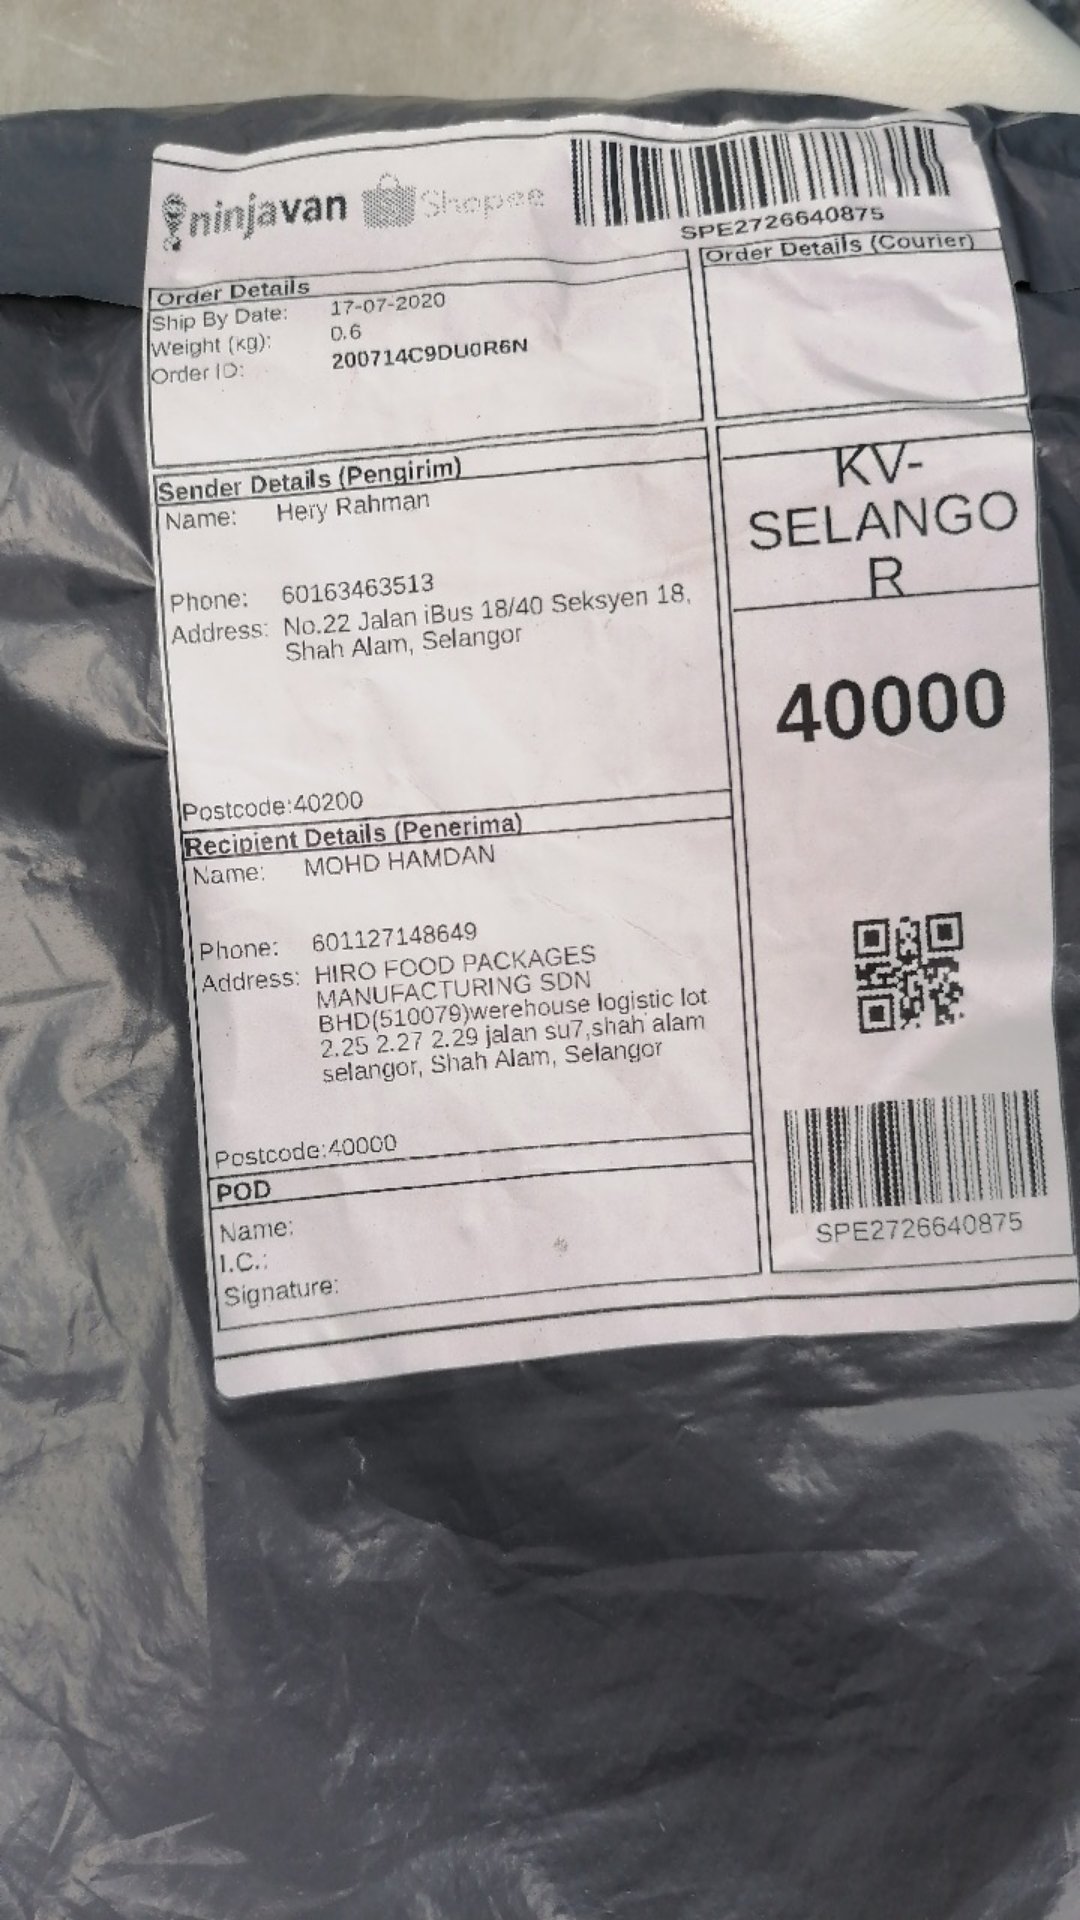 ninjavan Shopee
SPE2726640875
Order Details
Ship By Date: 17-07-2020
Weight (kg): 0.6
Order ID: 200714C9DU0R6N
Order Details (Courier)
Sender Details (Pengirim)
Name: Hery Rahman
Phone: 60163463513
Address: No.22 Jalan iBus 18/40 Seksyen 18,
Shah Alam, Selangor
Postcode:40200
KV-
SELANGO
R
40000
Recipient Details (Penerima)
Name: MOHD HAMDAN
Phone: 601127148649
Address: HIRO FOOD PACKAGES
MANUFACTURING SDN
BHD(510079)werehouse logistic lot
2.25 2.27 2.29 jalan su7,shah alam
selangor, Shah Alam, Selangor
Postcode:40000
POD
Name:
I.C.:
Signature:
SPE2726640875